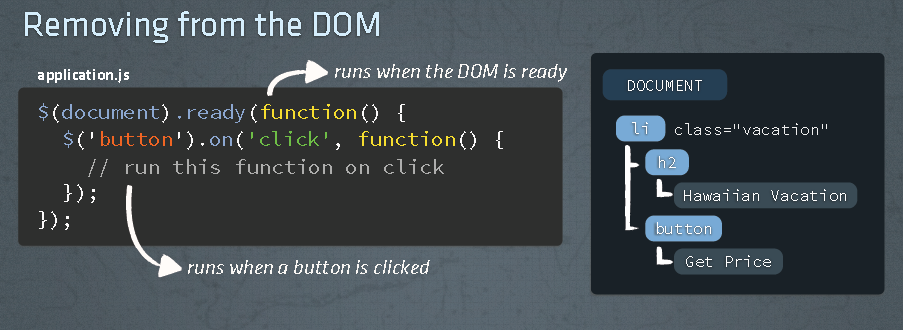 Removing from the DOM
application.js
runs when the DOM is ready
$(document).ready(function() {
  $('button').on('click', function() {
    // run this function on click
  });
});
runs when a button is clicked
DOCUMENT
li class="vacation"
h2
Hawaiian Vacation
button
Get Price